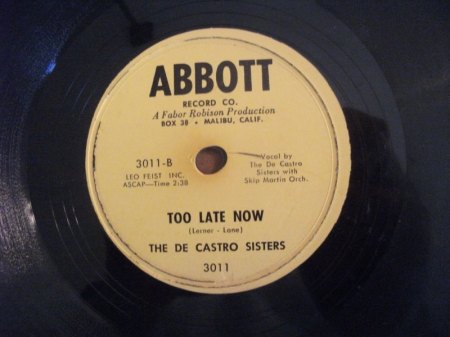 ABBOTT
RECORD CO.
A Fabor Robison Production
BOX 38 • MALIBU, CALIF.
3011-B
LEO FEIST INC.
ASCAP—Time 2:38
Vocal by
The De Castro
Sisters with
Skip Martin Orch.
TOO LATE NOW
(Lerner - Lane)
THE DE CASTRO SISTERS
3011